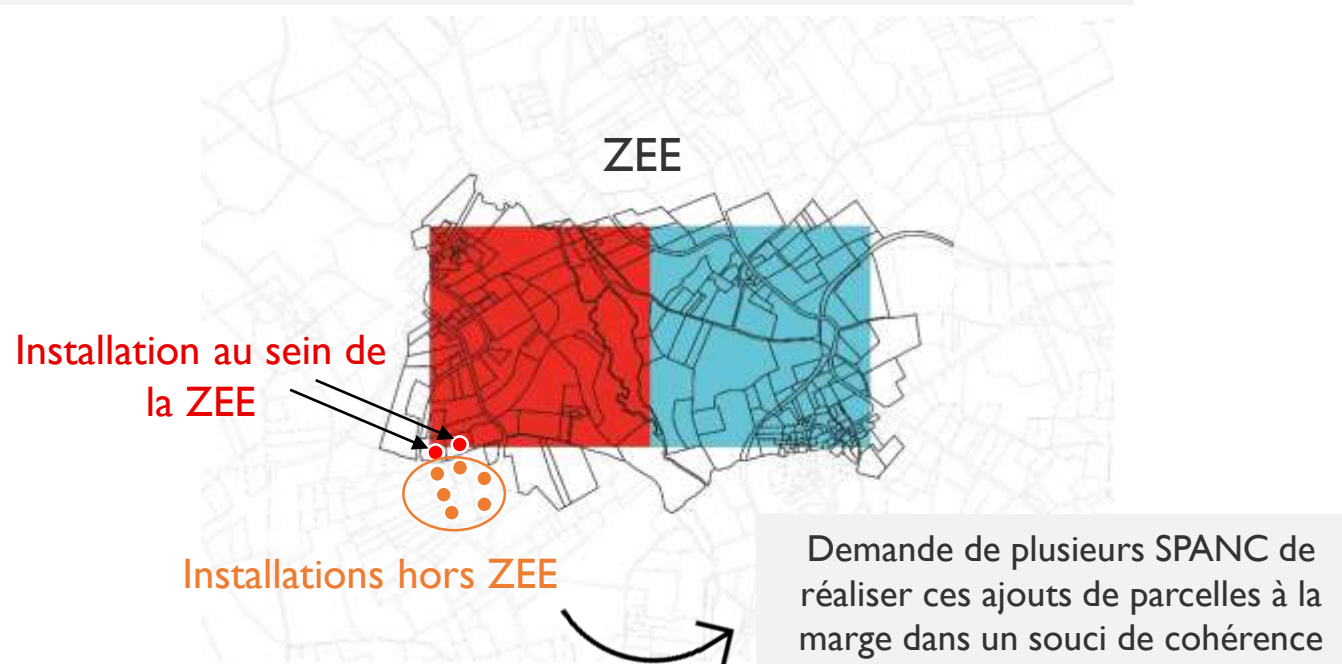 ZEE
Installation au sein de
la ZEE
Installations hors ZEE
Demande de plusieurs SPANC de
réaliser ces ajouts de parcelles à la
marge dans un souci de cohérence